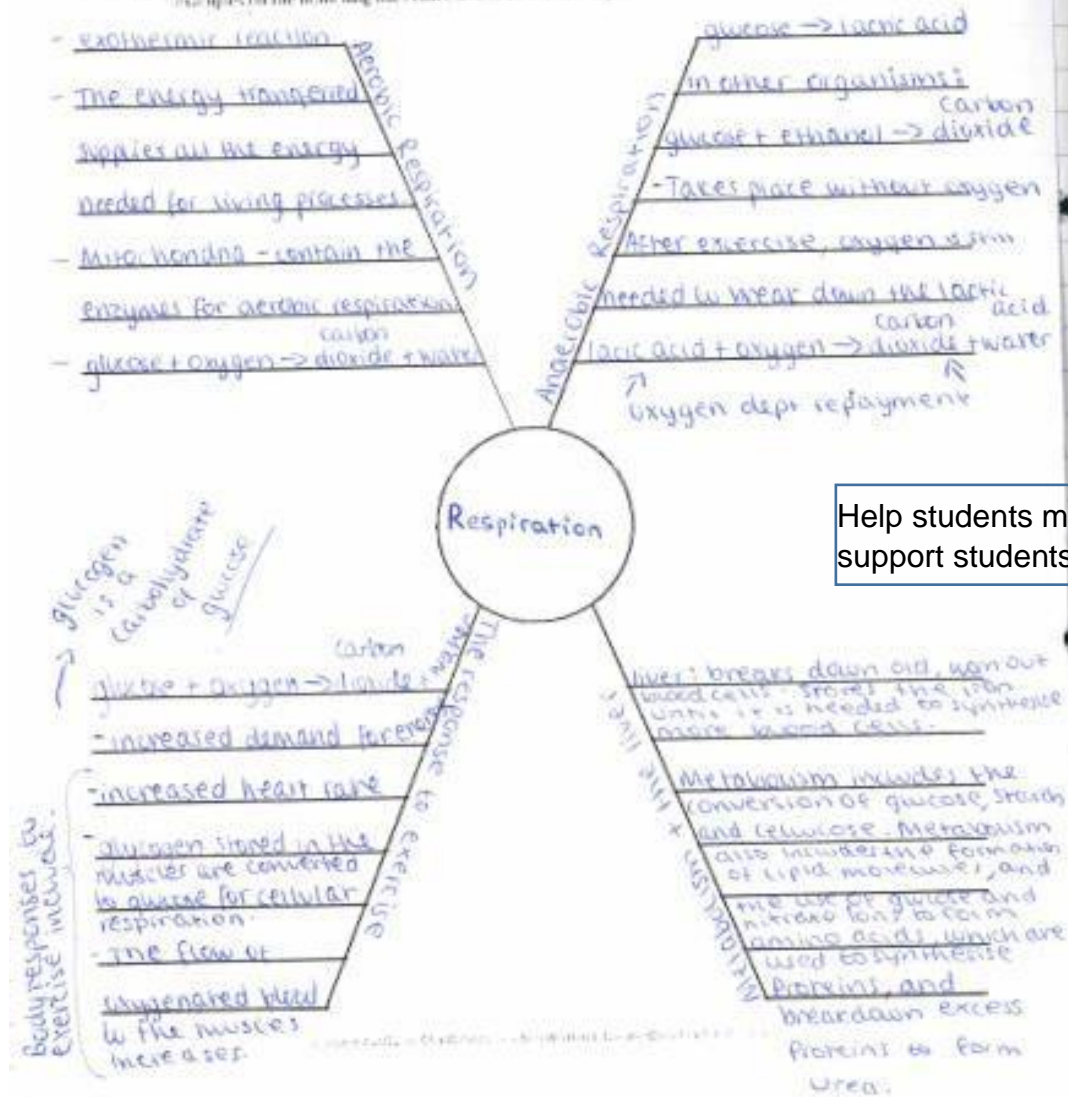 - exothermic reaction
- The energy trangerred
supplies all the energy
needed for living processes
- Mitochondria - contain the
enzymes for aerobic respiration
carbon
- glucose + oxygen → dioxide + water
Aerobic Respiration
glucose → lactic acid
in other organisms:
carbon
glucose + ethanol → dioxide
- Takes place without oxygen
After excercise, oxygen is still
needed to break down the lactic
acid
carbon
lacic acid + oxygen → dioxide + water
oxygen dept repayment
Anaerobic Respiration
Respiration
Help students m
support students
→ glycogen
is a
carbohydrate
of
glucose
carbon
glucose + oxygen → dioxide + water
- increased demand for energy
- increased heart rate
- glycogen stored in the
muscles are converted
to glucose for cellular
respiration.
- The flow of
oxygenated blood
to the muscles
increases.
body responses to
exercise include:
The response to exercise
liver: breaks down old, worn out
blood cells. Stores the iron
until it is needed to synthesise
more blood cells.
Metabolism includes the
conversion of glucose, starch
and cellucose. Metabolism
also includes the formation
of lipid molecules, and
the use of glucose and
nitrate ions to form
amino acids, which are
used to synthesise
Proteins, and
breakdown excess
Proteins to form
urea.
Metabolism & the liver